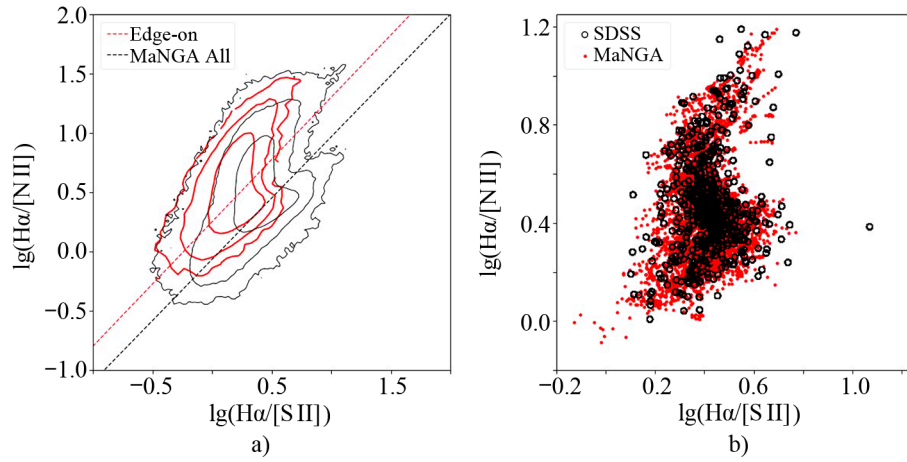 2.0
1.5
1.0
0.5
0.0
−0.5
−1.0
lg(Hα/[N II])
Edge-on
MaNGA All
−0.5
0.5
1.5
lg(Hα/[S II])
a)
1.2
0.8
0.4
0.0
lg(Hα/[N II])
SDSS
MaNGA
−0.2
0.2
0.6
1.0
lg(Hα/[S II])
b)